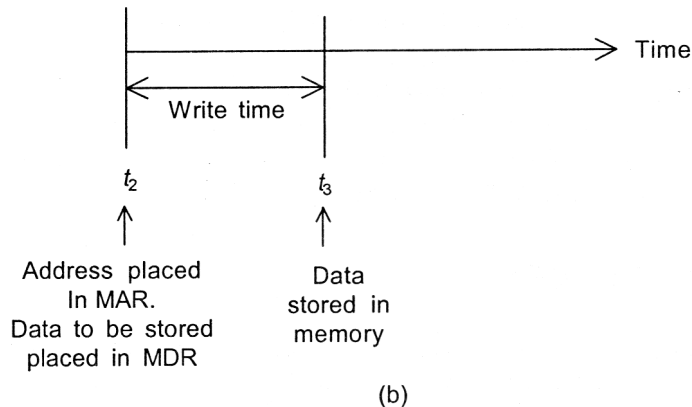 Time
Write time
t2
t3
Address placed
In MAR.
Data to be stored
placed in MDR
Data
stored in
memory
(b)